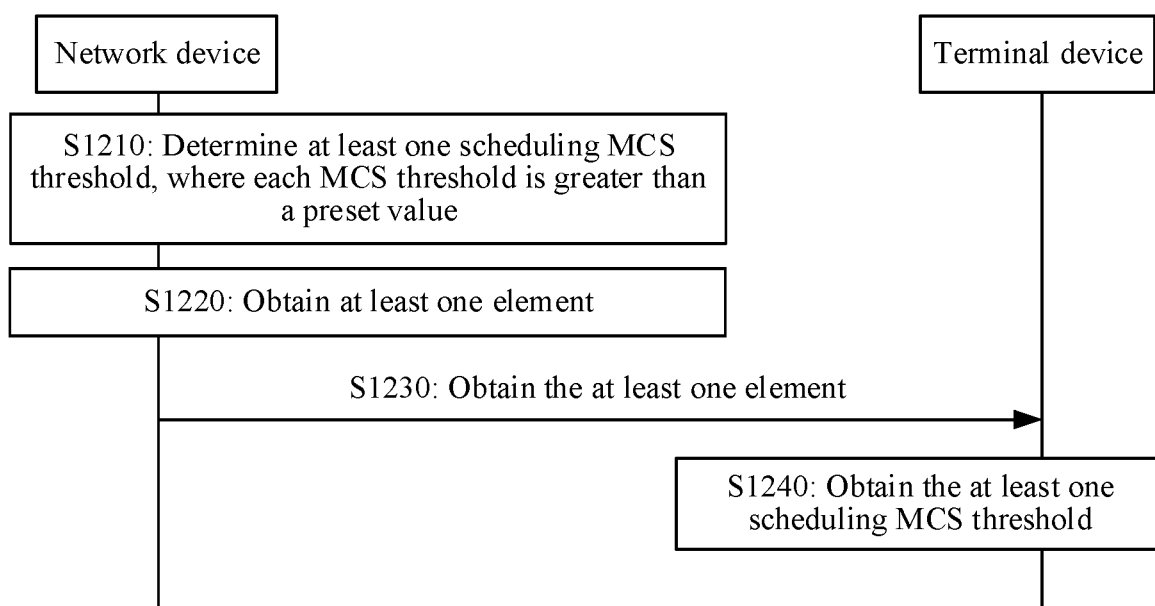 Network device
Terminal device
S1210: Determine at least one scheduling MCS
threshold, where each MCS threshold is greater than
a preset value
S1220: Obtain at least one element
S1230: Obtain the at least one element
S1240: Obtain the at least one
scheduling MCS threshold